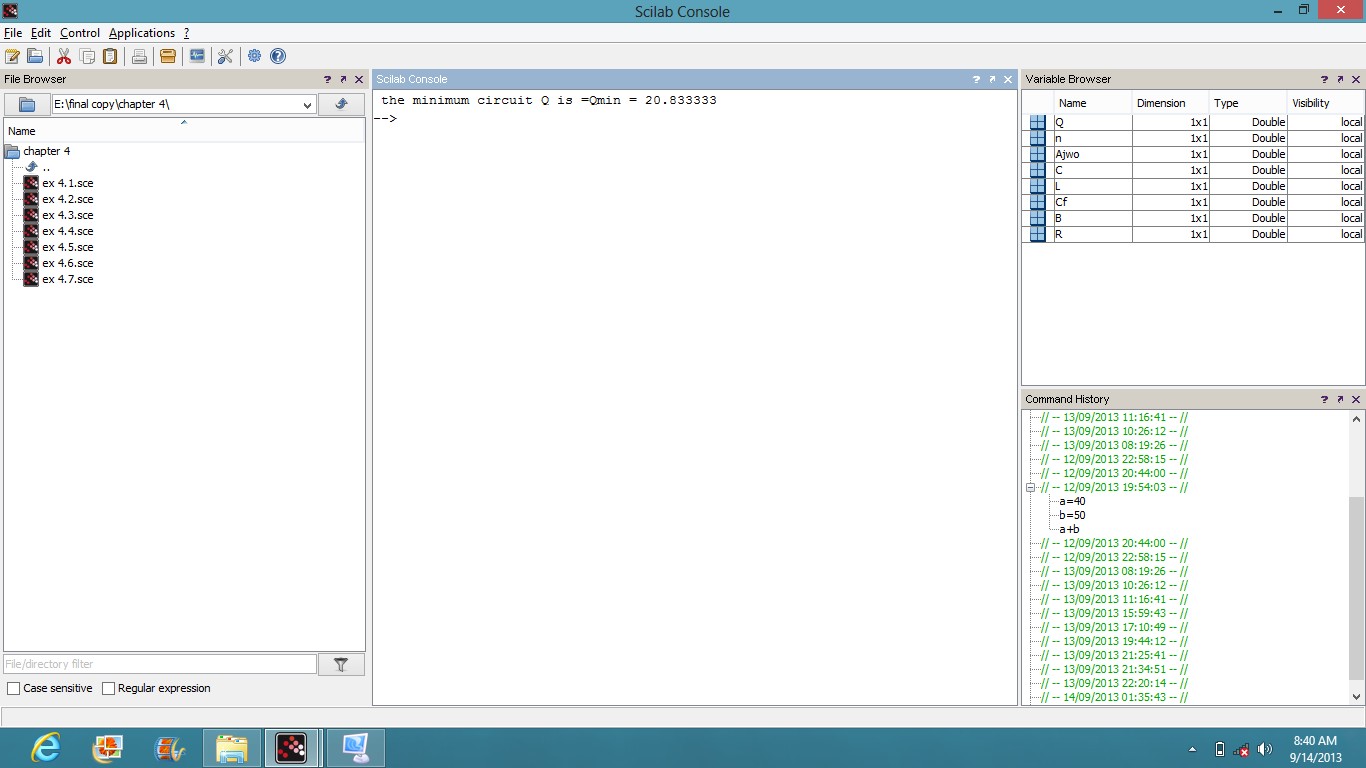 Scilab Console
File Edit Control Applications ?
File Browser
E:\final copy\chapter 4\
Name
chapter 4
..
ex 4.1.sce
ex 4.2.sce
ex 4.3.sce
ex 4.4.sce
ex 4.5.sce
ex 4.6.sce
ex 4.7.sce
File/directory filter
Case sensitive Regular expression
Scilab Console
the minimum circuit Q is =Qmin = 20.833333
-->
Variable Browser
Name Dimension Type Visibility
Q 1x1 Double local
n 1x1 Double local
Ajwo 1x1 Double local
C 1x1 Double local
L 1x1 Double local
Cf 1x1 Double local
B 1x1 Double local
R 1x1 Double local
Command History
// -- 13/09/2013 11:16:41 -- //
// -- 13/09/2013 10:26:12 -- //
// -- 13/09/2013 08:19:26 -- //
// -- 12/09/2013 22:58:15 -- //
// -- 12/09/2013 20:44:00 -- //
// -- 12/09/2013 19:54:03 -- //
a=40
b=50
a+b
// -- 12/09/2013 20:44:00 -- //
// -- 12/09/2013 22:58:15 -- //
// -- 13/09/2013 08:19:26 -- //
// -- 13/09/2013 10:26:12 -- //
// -- 13/09/2013 11:16:41 -- //
// -- 13/09/2013 15:59:43 -- //
// -- 13/09/2013 17:10:49 -- //
// -- 13/09/2013 19:44:12 -- //
// -- 13/09/2013 21:25:41 -- //
// -- 13/09/2013 21:34:51 -- //
// -- 13/09/2013 22:20:14 -- //
// -- 14/09/2013 01:35:43 -- //
8:40 AM
9/14/2013